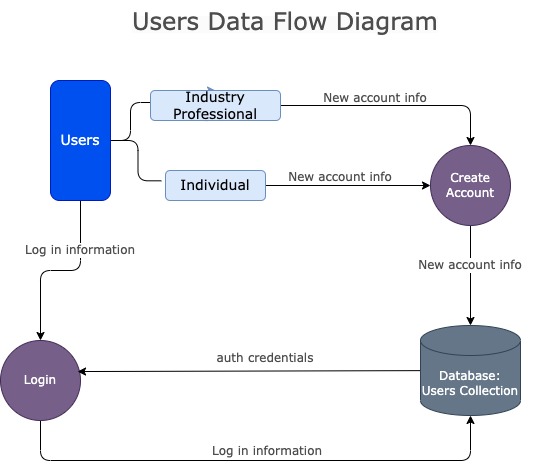 Users Data Flow Diagram
Industry
Professional
New account info
Users
Individual
New account info
Create
Account
Log in information
New account info
auth credentials
Login
Database:
Users Collection
Log in information